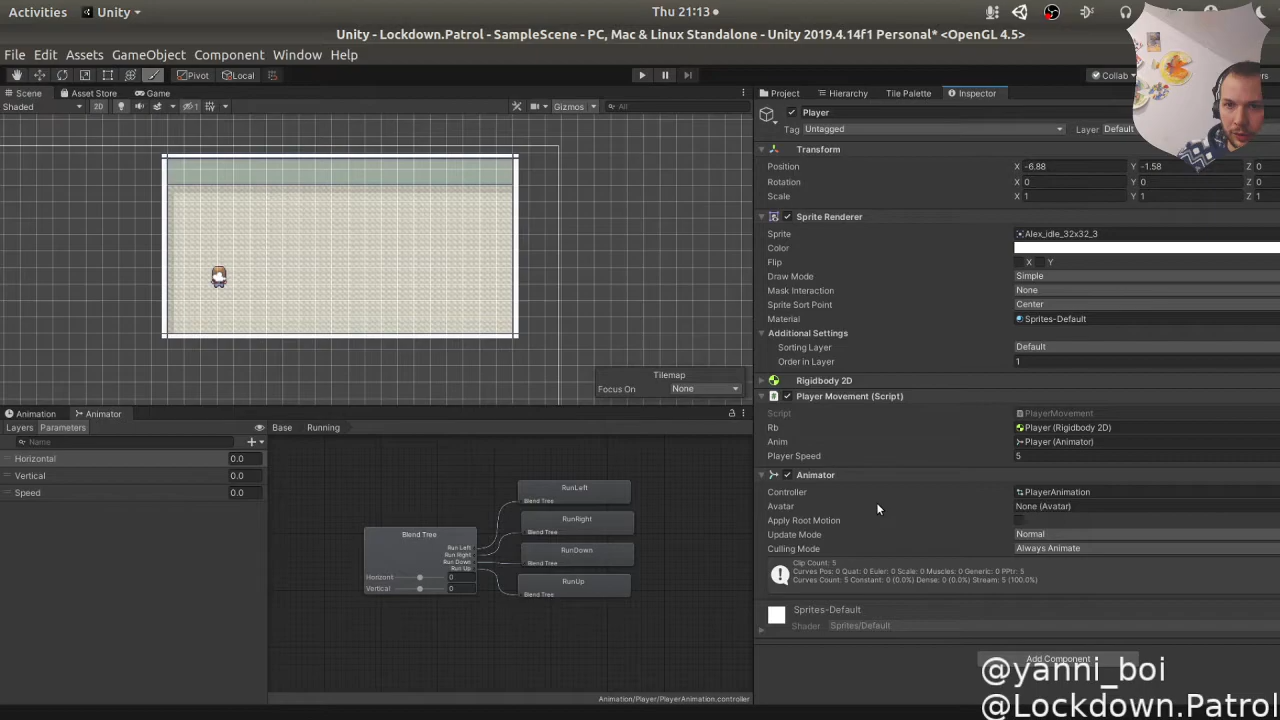 Activities Unity Thu 21:13
Unity - Lockdown.Patrol - SampleScene - PC, Mac & Linux Standalone - Unity 2019.4.14f1 Personal* <OpenGL 4.5>
File Edit Assets GameObject Component Window Help
Pivot Local Collab
Scene Asset Store Game
Shaded 2D Gizmos All
Tilemap
Focus On None
Project Hierarchy Tile Palette Inspector
Player
Tag Untagged Layer Default
Transform
Position X -6.88 Y -1.58 Z 0
Rotation X 0 Y 0 Z 0
Scale X 1 Y 1 Z 1
Sprite Renderer
Sprite Alex_idle_32x32_3
Color
Flip X Y
Draw Mode Simple
Mask Interaction None
Sprite Sort Point Center
Material Sprites-Default
Additional Settings
Sorting Layer Default
Order in Layer 1
Rigidbody 2D
Player Movement (Script)
Script PlayerMovement
Rb Player (Rigidbody 2D)
Anim Player (Animator)
Player Speed 5
Animator
Controller PlayerAnimation
Avatar None (Avatar)
Apply Root Motion
Update Mode Normal
Culling Mode Always Animate
Clip Count: 5
Curves Pos: 0 Quat: 0 Euler: 0 Scale: 0 Muscles: 0 Generic: 0 PPtr: 5
Curves Count: 5 Constant: 0 (0.0%) Dense: 0 (0.0%) Stream: 5 (100.0%)
Sprites-Default
Shader Sprites/Default
Add Component
Animation Animator
Layers Parameters Base Running
Name
Horizontal 0.0
Vertical 0.0
Speed 0.0
Blend Tree
Run Left
Run Right
Run Down
Run Up
Horizont 0
Vertical 0
RunLeft
Blend Tree
RunRight
Blend Tree
RunDown
Blend Tree
RunUp
Blend Tree
Animation/Player/PlayerAnimation.controller
@yanni_boi
@Lockdown.Patrol